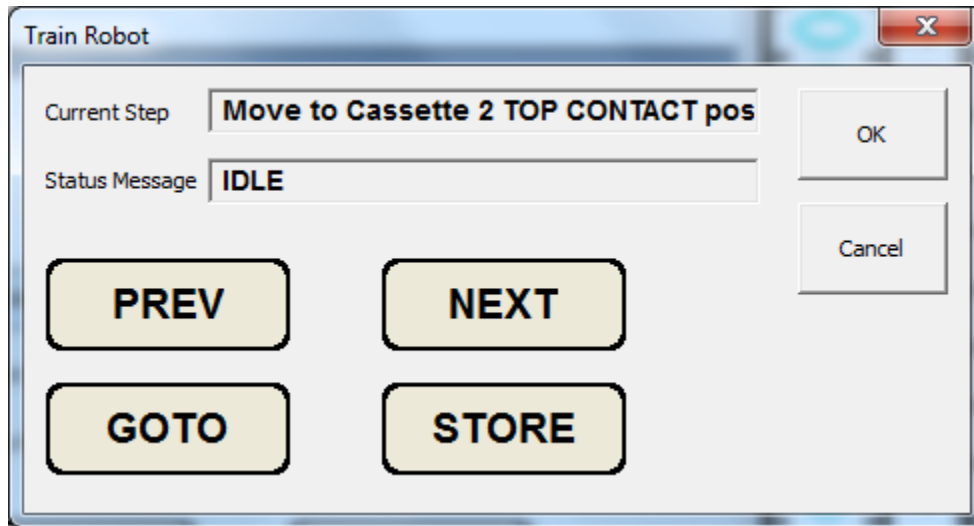 Train Robot
Current Step Move to Cassette 2 TOP CONTACT pos
OK
Status Message IDLE
Cancel
PREV NEXT
GOTO STORE